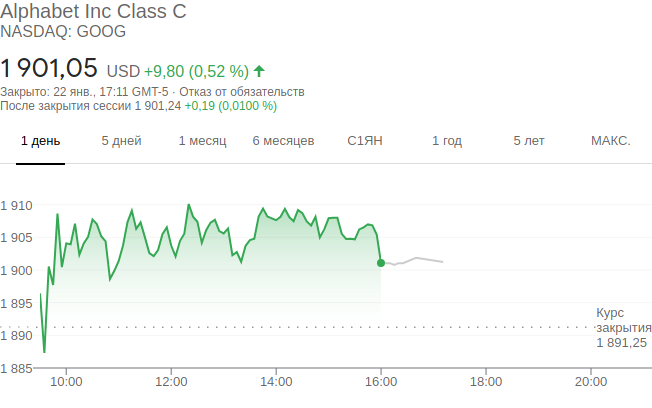 Alphabet Inc Class C
NASDAQ: GOOG
1 901,05 USD +9,80 (0,52 %)
Закрыто: 22 янв., 17:11 GMT-5 · Отказ от обязательств
После закрытия сессии 1 901,24 +0,19 (0,0100 %)
1 день 5 дней 1 месяц 6 месяцев С1ЯН 1 год 5 лет МАКС.
1 910
1 905
1 900
1 895
1 890
1 885
Курс
закрытия
1 891,25
10:00 12:00 14:00 16:00 18:00 20:00